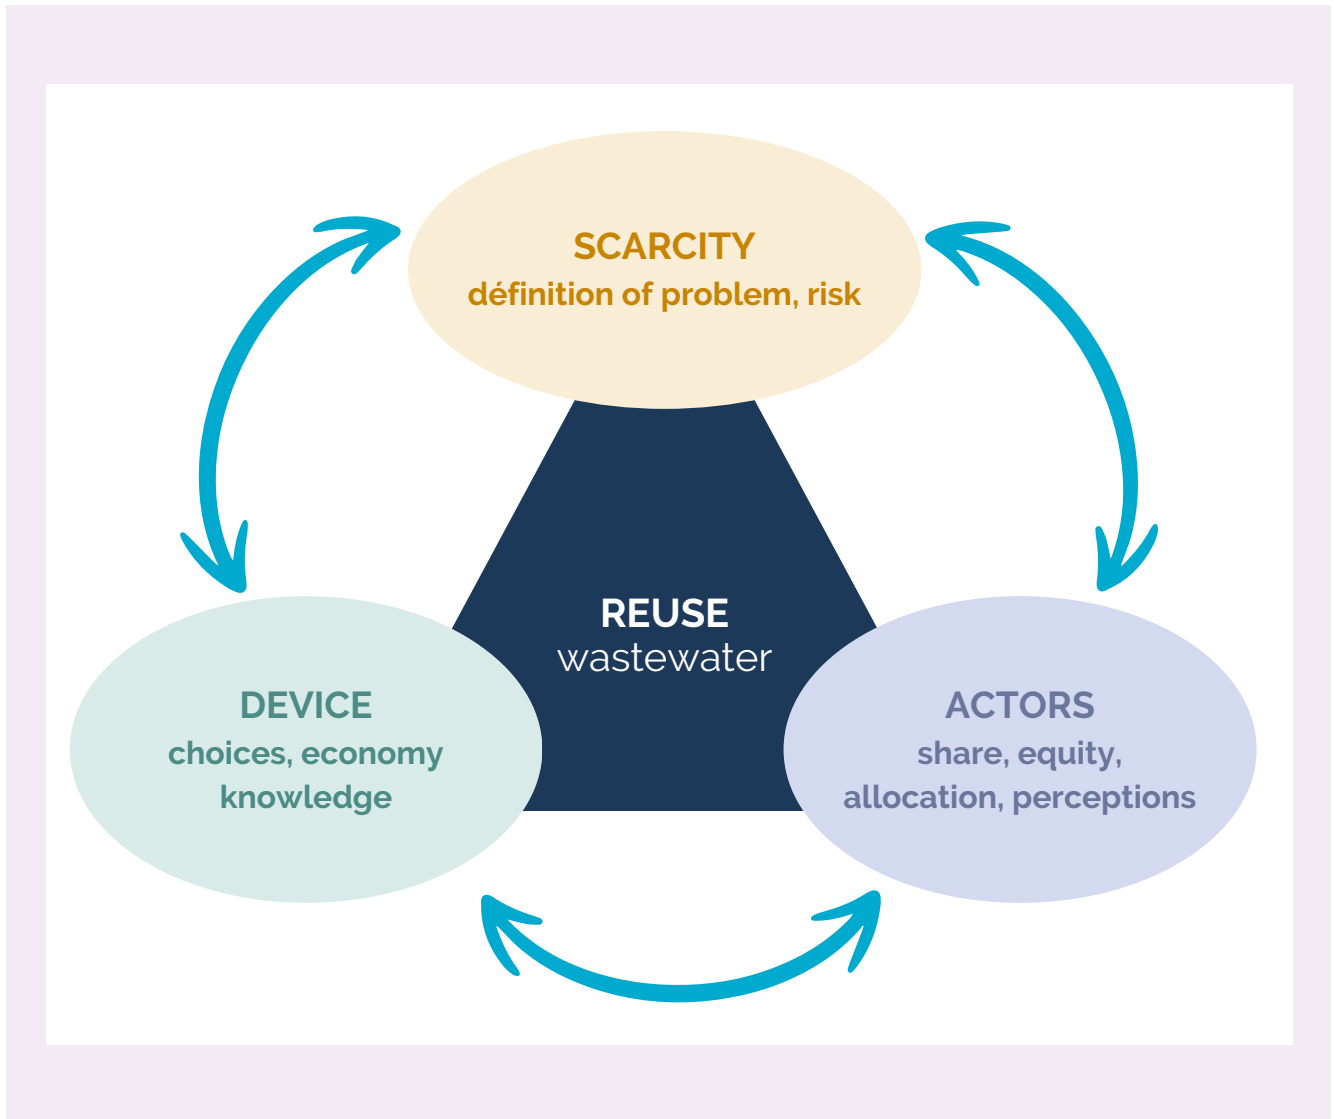 SCARCITY
définition of problem, risk
REUSE
wastewater
DEVICE
choices, economy
knowledge
ACTORS
share, equity,
allocation, perceptions